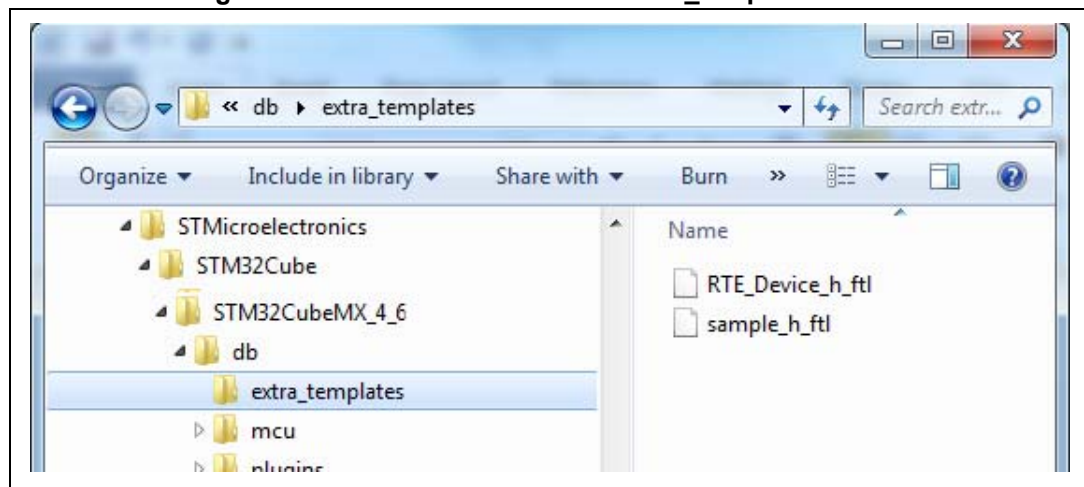 « db extra_templates
Search extr...
Organize Include in library Share with Burn »
STMicroelectronics
STM32Cube
STM32CubeMX_4_6
db
extra_templates
mcu
plugins
Name
RTE_Device_h_ftl
sample_h_ftl